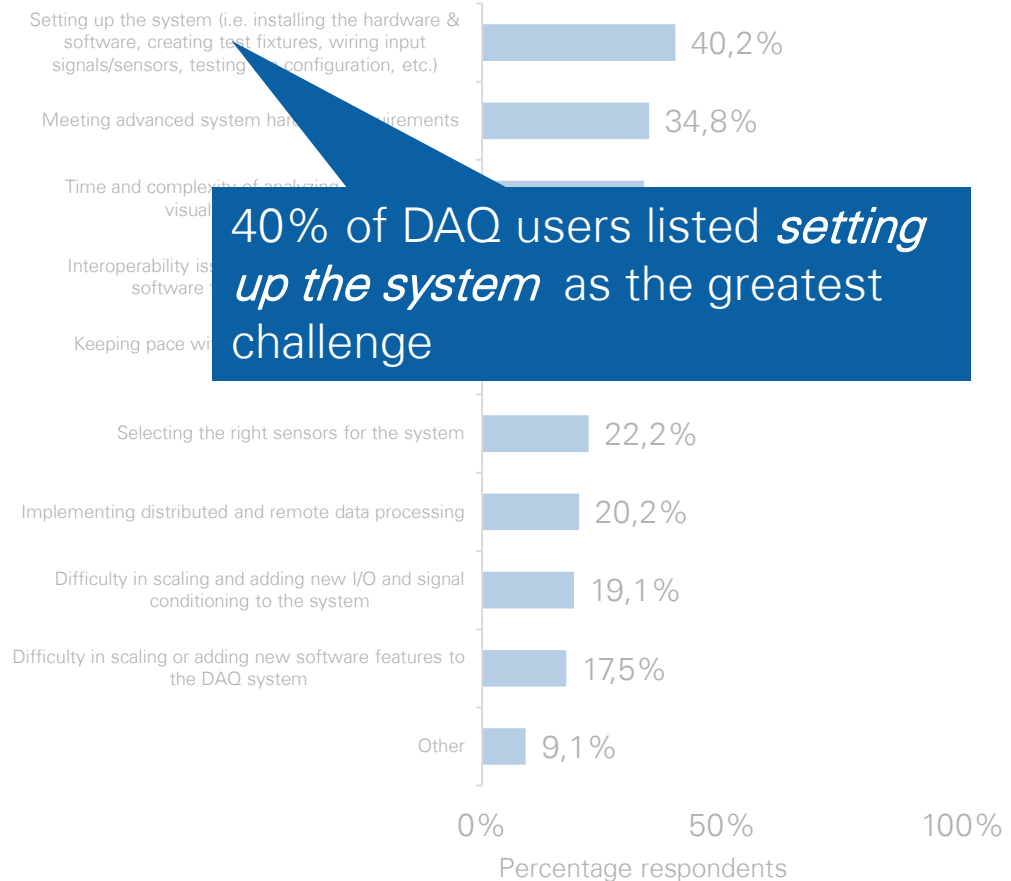 Setting up the system (i.e. installing the hardware &
software, creating test fixtures, wiring input
signals/sensors, testing configuration, etc.)
40,2%
Meeting advanced system
34,8%
Time and complexity of analyzing
Interoperability
software
Keeping pace
40% of DAQ users listed setting
up the system as the greatest
challenge
Selecting the right sensors for the system
22,2%
Implementing distributed and remote data processing
20,2%
Difficulty in scaling and adding new I/O and signal
conditioning to the system
19,1%
Difficulty in scaling or adding new software features to
the DAQ system
17,5%
Other
9,1%
0% 50% 100%
Percentage respondents